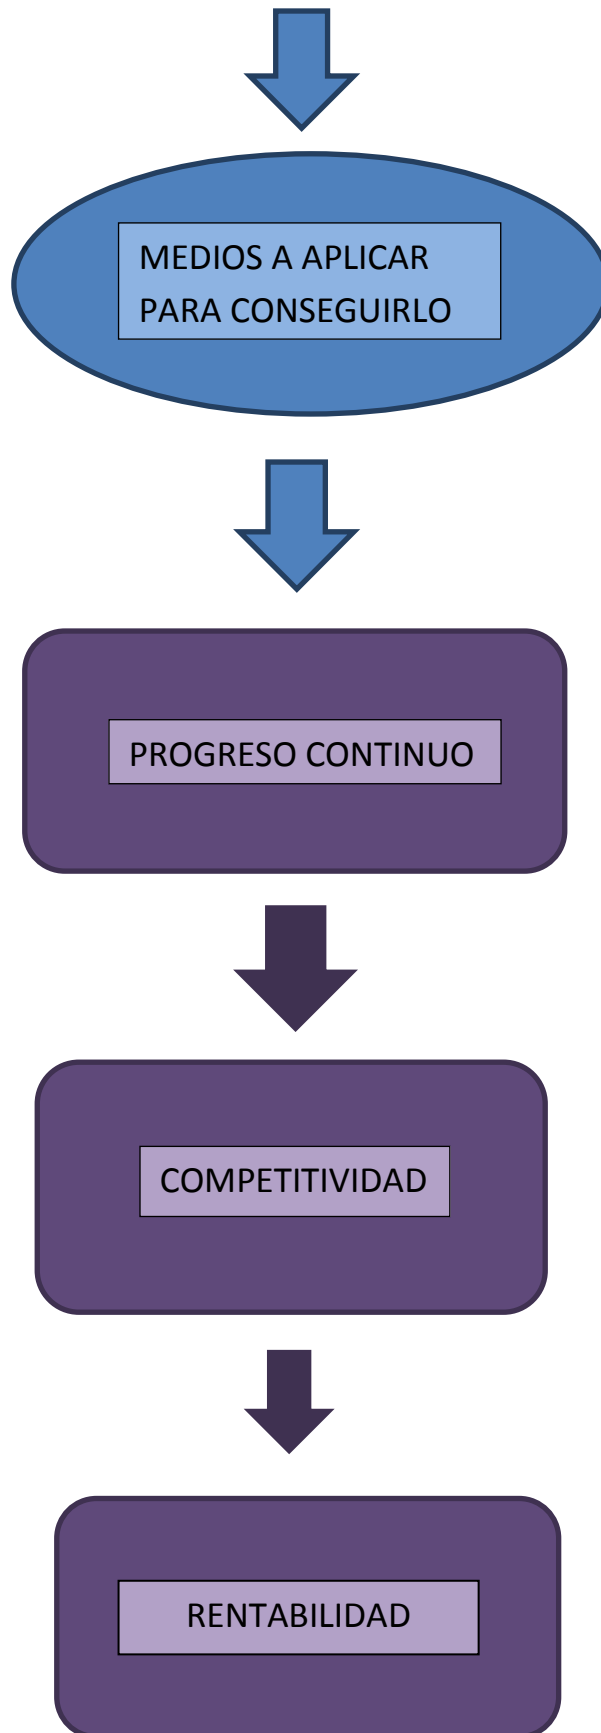 MEDIOS A APLICAR
PARA CONSEGUIRLO
PROGRESO CONTINUO
COMPETITIVIDAD
RENTABILIDAD